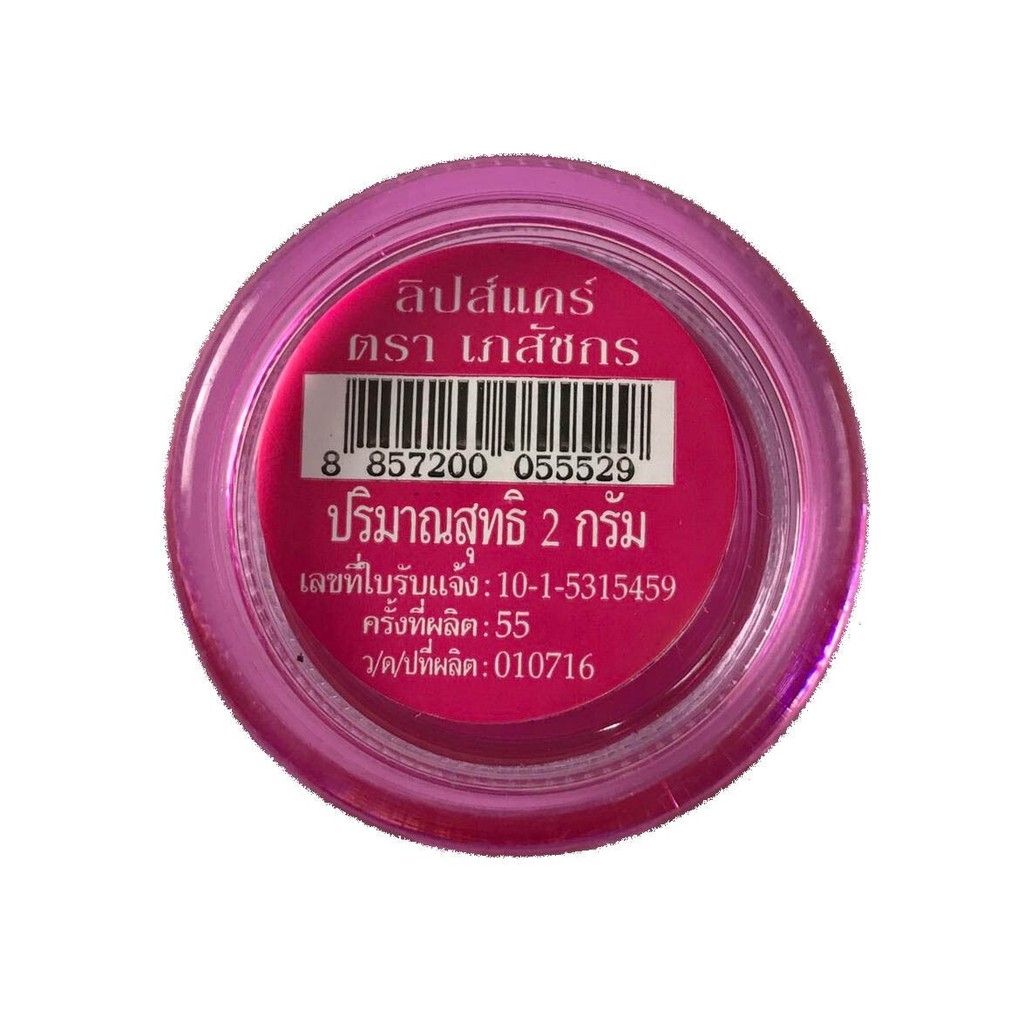 ลิปส์แคร์
ตรา เภสัชกร
8 857200 055529
ปริมาณสุทธิ 2 กรัม
เลขที่ใบรับแจ้ง : 10-1-5315459
ครั้งที่ผลิต : 55
ว/ด/ปที่ผลิต : 010716